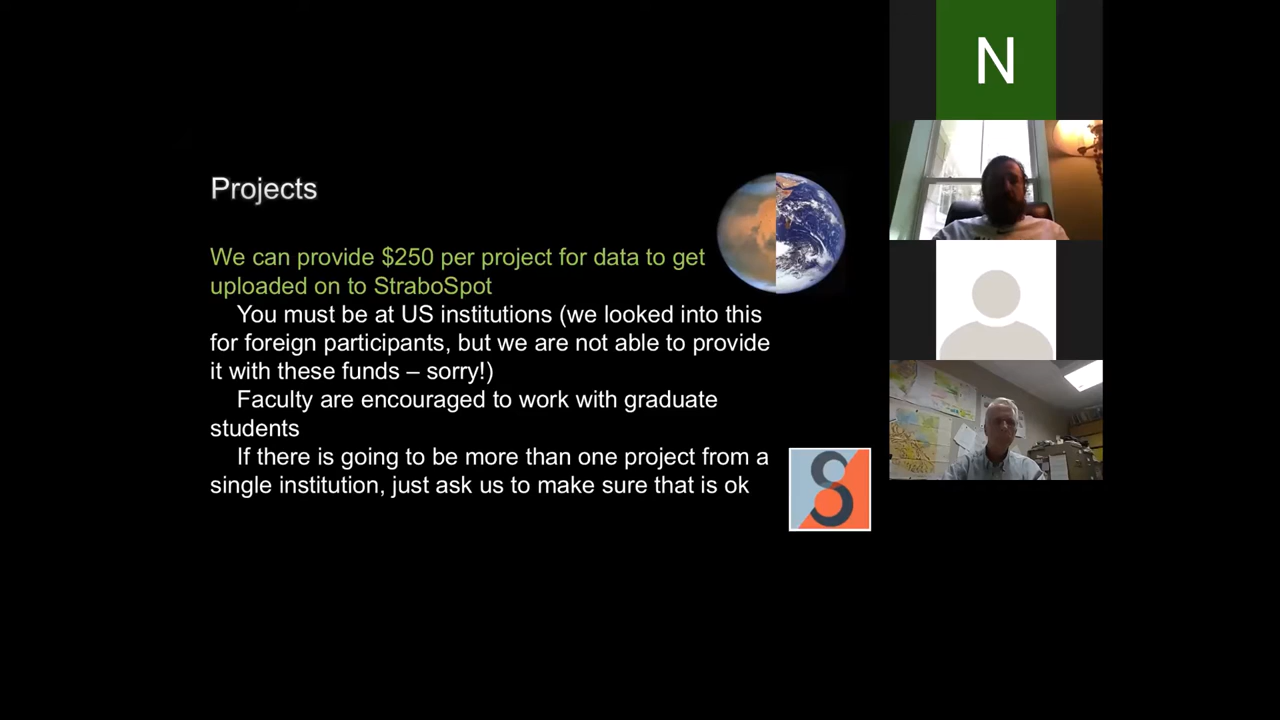 N
Projects
We can provide $250 per project for data to get
uploaded on to StraboSpot
You must be at US institutions (we looked into this
for foreign participants, but we are not able to provide
it with these funds – sorry!)
Faculty are encouraged to work with graduate
students
If there is going to be more than one project from a
single institution, just ask us to make sure that is ok